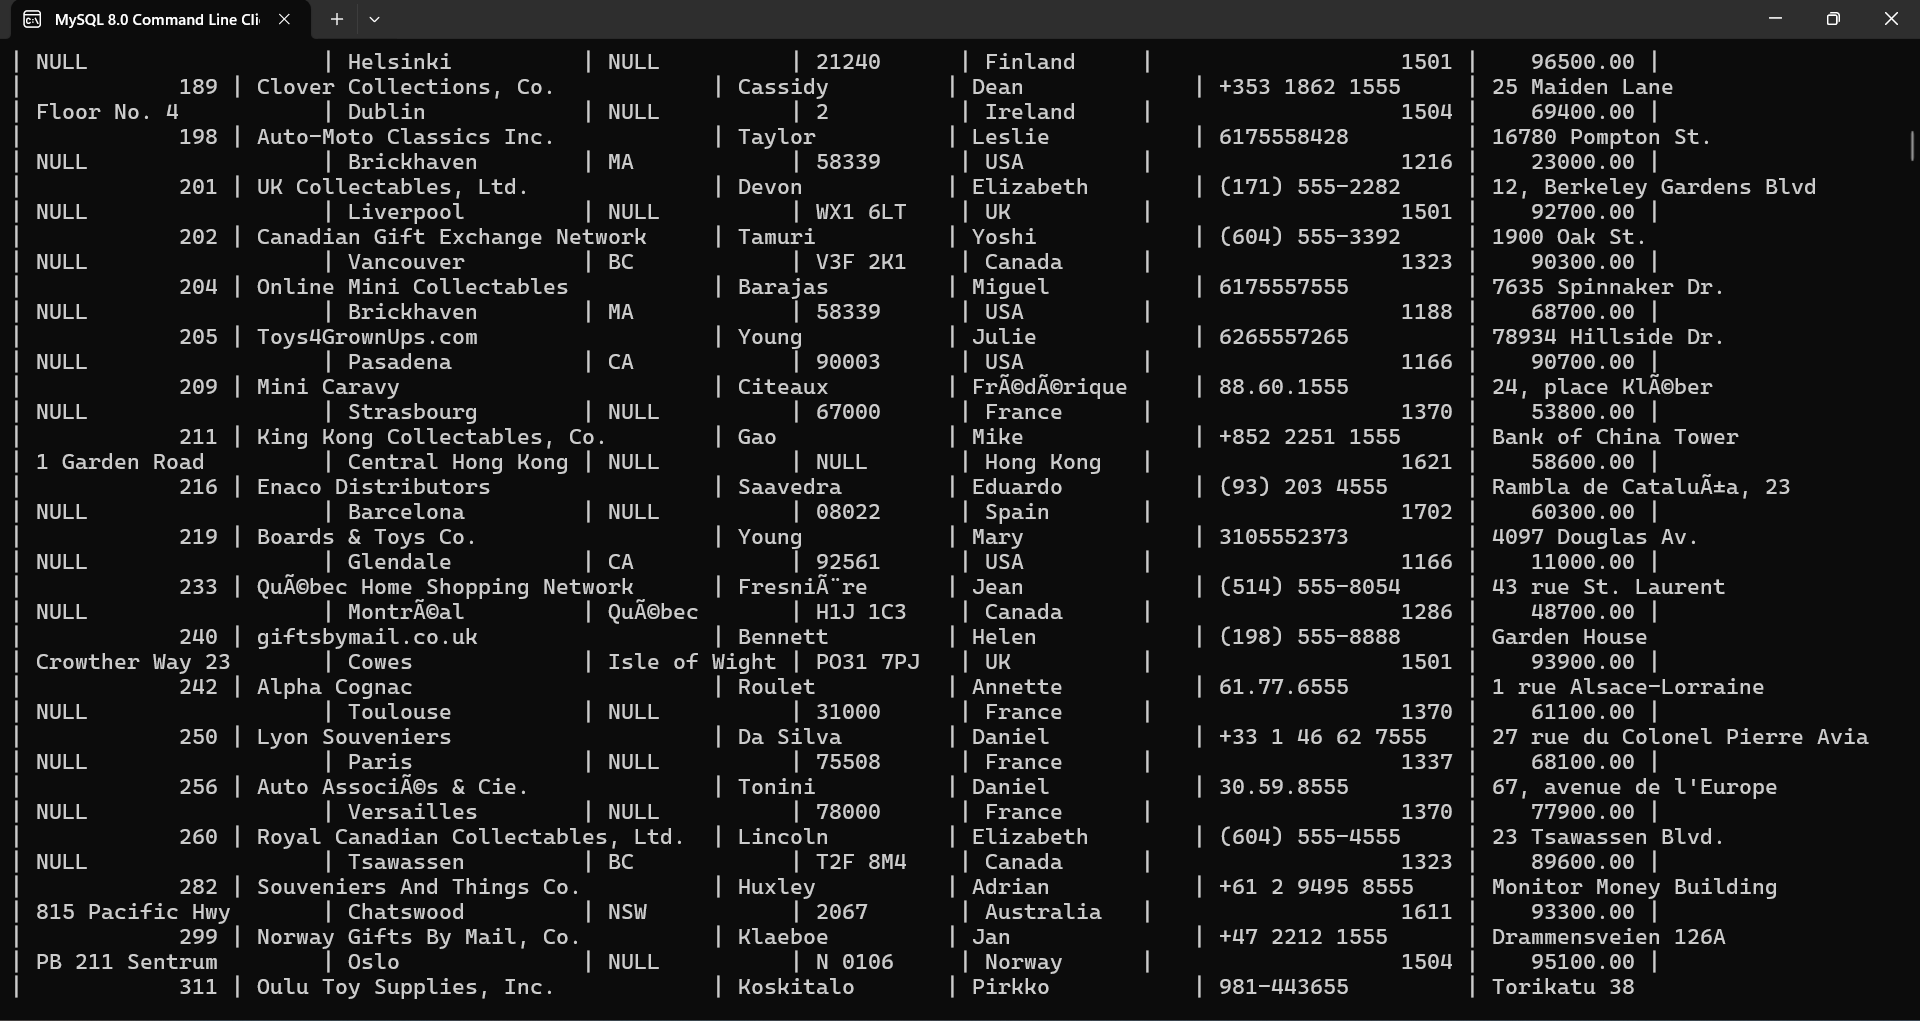 MySQL 8.0 Command Line Cli
| NULL | Helsinki | NULL | 21240 | Finland | 1501 | 96500.00 |
| 189 | Clover Collections, Co. | Cassidy | Dean | +353 1862 1555 | 25 Maiden Lane
| Floor No. 4 | Dublin | NULL | 2 | Ireland | 1504 | 69400.00 |
| 198 | Auto-Moto Classics Inc. | Taylor | Leslie | 6175558428 | 16780 Pompton St.
| NULL | Brickhaven | MA | 58339 | USA | 1216 | 23000.00 |
| 201 | UK Collectables, Ltd. | Devon | Elizabeth | (171) 555-2282 | 12, Berkeley Gardens Blvd
| NULL | Liverpool | NULL | WX1 6LT | UK | 1501 | 92700.00 |
| 202 | Canadian Gift Exchange Network | Tamuri | Yoshi | (604) 555-3392 | 1900 Oak St.
| NULL | Vancouver | BC | V3F 2K1 | Canada | 1323 | 90300.00 |
| 204 | Online Mini Collectables | Barajas | Miguel | 6175557555 | 7635 Spinnaker Dr.
| NULL | Brickhaven | MA | 58339 | USA | 1188 | 68700.00 |
| 205 | Toys4GrownUps.com | Young | Julie | 6265557265 | 78934 Hillside Dr.
| NULL | Pasadena | CA | 90003 | USA | 1166 | 90700.00 |
| 209 | Mini Caravy | Citeaux | FrÃ©dÃ©rique | 88.60.1555 | 24, place KlÃ©ber
| NULL | Strasbourg | NULL | 67000 | France | 1370 | 53800.00 |
| 211 | King Kong Collectables, Co. | Gao | Mike | +852 2251 1555 | Bank of China Tower
| 1 Garden Road | Central Hong Kong | NULL | NULL | Hong Kong | 1621 | 58600.00 |
| 216 | Enaco Distributors | Saavedra | Eduardo | (93) 203 4555 | Rambla de CataluÃ±a, 23
| NULL | Barcelona | NULL | 08022 | Spain | 1702 | 60300.00 |
| 219 | Boards & Toys Co. | Young | Mary | 3105552373 | 4097 Douglas Av.
| NULL | Glendale | CA | 92561 | USA | 1166 | 11000.00 |
| 233 | QuÃ©bec Home Shopping Network | FresniÃ¨re | Jean | (514) 555-8054 | 43 rue St. Laurent
| NULL | MontrÃ©al | QuÃ©bec | H1J 1C3 | Canada | 1286 | 48700.00 |
| 240 | giftsbymail.co.uk | Bennett | Helen | (198) 555-8888 | Garden House
| Crowther Way 23 | Cowes | Isle of Wight | PO31 7PJ | UK | 1501 | 93900.00 |
| 242 | Alpha Cognac | Roulet | Annette | 61.77.6555 | 1 rue Alsace-Lorraine
| NULL | Toulouse | NULL | 31000 | France | 1370 | 61100.00 |
| 250 | Lyon Souveniers | Da Silva | Daniel | +33 1 46 62 7555 | 27 rue du Colonel Pierre Avia
| NULL | Paris | NULL | 75508 | France | 1337 | 68100.00 |
| 256 | Auto AssociÃ©s & Cie. | Tonini | Daniel | 30.59.8555 | 67, avenue de l'Europe
| NULL | Versailles | NULL | 78000 | France | 1370 | 77900.00 |
| 260 | Royal Canadian Collectables, Ltd. | Lincoln | Elizabeth | (604) 555-4555 | 23 Tsawassen Blvd.
| NULL | Tsawassen | BC | T2F 8M4 | Canada | 1323 | 89600.00 |
| 282 | Souveniers And Things Co. | Huxley | Adrian | +61 2 9495 8555 | Monitor Money Building
| 815 Pacific Hwy | Chatswood | NSW | 2067 | Australia | 1611 | 93300.00 |
| 299 | Norway Gifts By Mail, Co. | Klaeboe | Jan | +47 2212 1555 | Drammensveien 126A
| PB 211 Sentrum | Oslo | NULL | N 0106 | Norway | 1504 | 95100.00 |
| 311 | Oulu Toy Supplies, Inc. | Koskitalo | Pirkko | 981-443655 | Torikatu 38